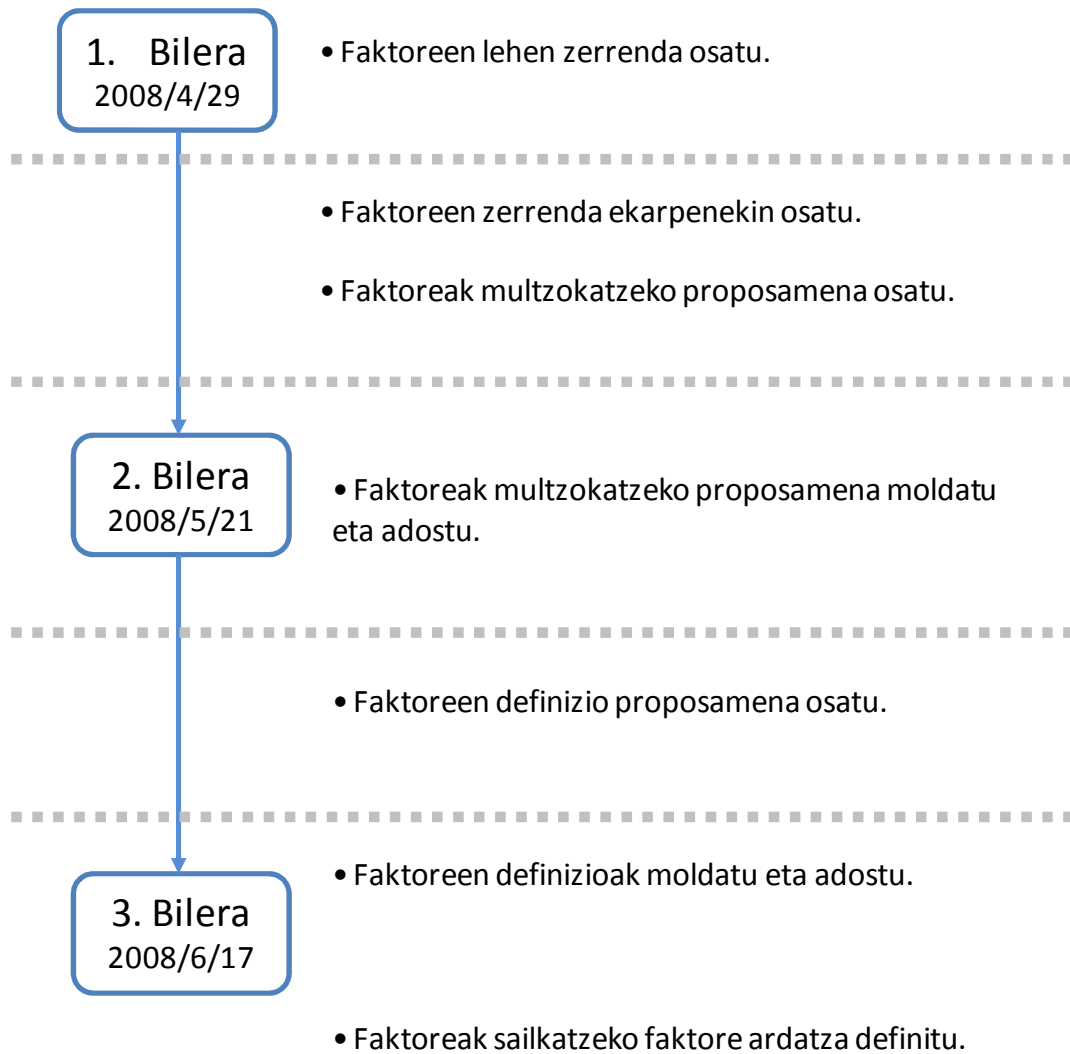 1. Bilera
2008/4/29
• Faktoreen lehen zerrenda osatu.
• Faktoreen zerrenda ekarpenekin osatu.
• Faktoreak multzokatzeko proposamena osatu.
2. Bilera
2008/5/21
• Faktoreak multzokatzeko proposamena moldatu
eta adostu.
• Faktoreen definizio proposamena osatu.
3. Bilera
2008/6/17
• Faktoreen definizioak moldatu eta adostu.
• Faktoreak sailkatzeko faktore ardatza definitu.